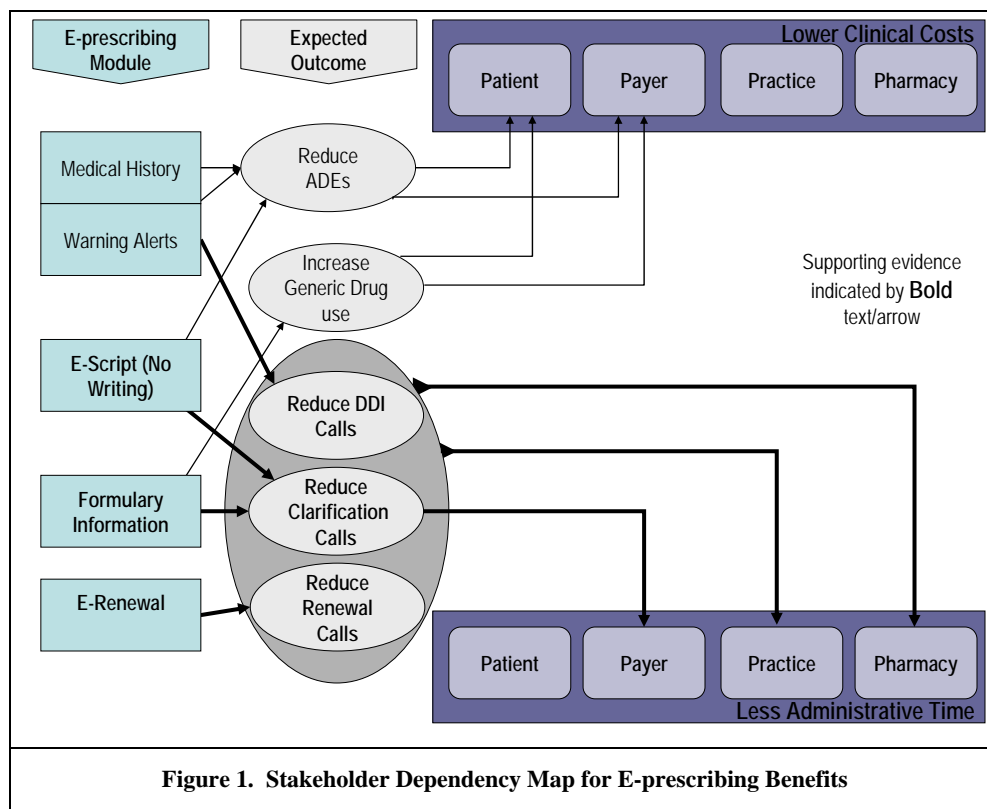 E-prescribing
Module
Expected
Outcome
Lower Clinical Costs
Patient
Payer
Practice
Pharmacy
Medical History
Warning Alerts
Reduce
ADEs
Increase
Generic Drug
use
Supporting evidence
indicated by Bold
text/arrow
E-Script (No
Writing)
Reduce DDI
Calls
Formulary
Information
Reduce
Clarification
Calls
E-Renewal
Reduce
Renewal
Calls
Patient
Payer
Practice
Pharmacy
Less Administrative Time
Figure 1. Stakeholder Dependency Map for E-prescribing Benefits